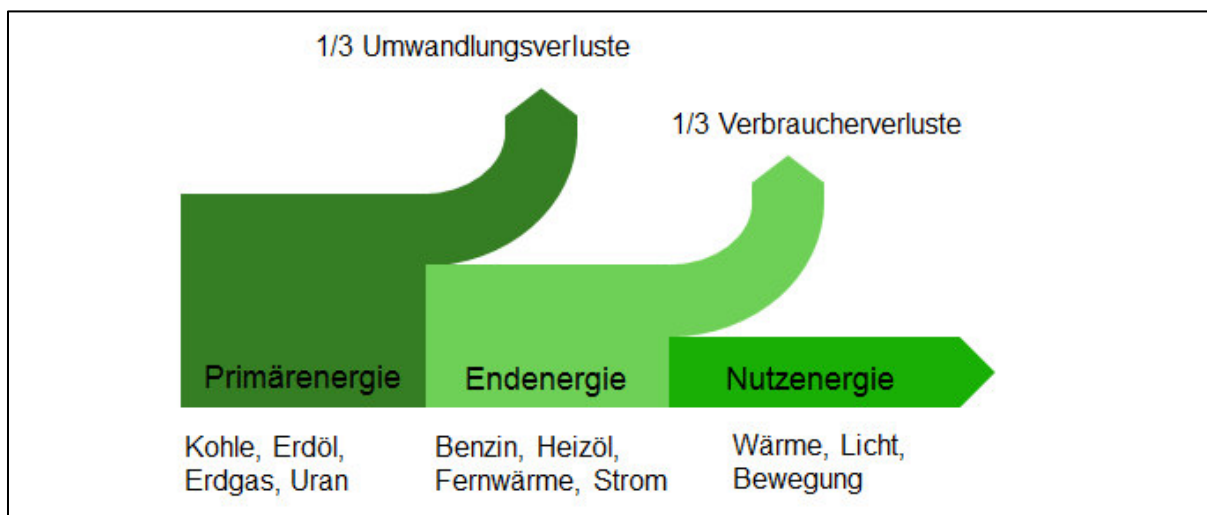 1/3 Umwandlungsverluste
1/3 Verbraucherverluste
Primärenergie
Endenergie
Nutzenergie
Kohle, Erdöl,
Erdgas, Uran
Benzin, Heizöl,
Fernwärme, Strom
Wärme, Licht,
Bewegung